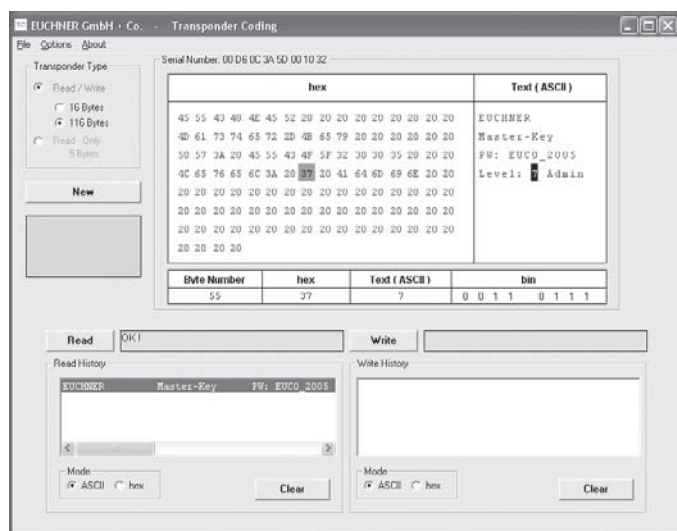 EUCHNER GmbH + Co. - Transponder Coding
File Options About
Transponder Type
Read / Write
16 Bytes
116 Bytes
Read - Only
5 Bytes
New
Serial Number: 00 D6 0C 3A 5D 00 10 32
hex Text ( ASCII )
45 55 43 48 4E 45 52 20 20 20 20 20 20 20 20 20 EUCHNER
4D 61 73 74 65 72 2D 4B 65 79 20 20 20 20 20 20 Master-Key
50 57 3A 20 45 55 43 4F 5F 32 30 30 35 20 20 20 PW: EUCO_2005
4C 65 76 65 6C 3A 20 37 20 41 64 6D 69 6E 20 20 Level: 7 Admin
20 20 20 20 20 20 20 20 20 20 20 20 20 20 20 20
20 20 20 20 20 20 20 20 20 20 20 20 20 20 20 20
20 20 20 20 20 20 20 20 20 20 20 20 20 20 20 20
20 20 20 20
Byte Number hex Text ( ASCII ) bin
55 37 7 0 0 1 1 0 1 1 1
Read OK! Write
Read History
EUCHNER Master-Key PW: EUCO_2005
Mode
ASCII hex
Clear
Write History
Mode
ASCII hex
Clear